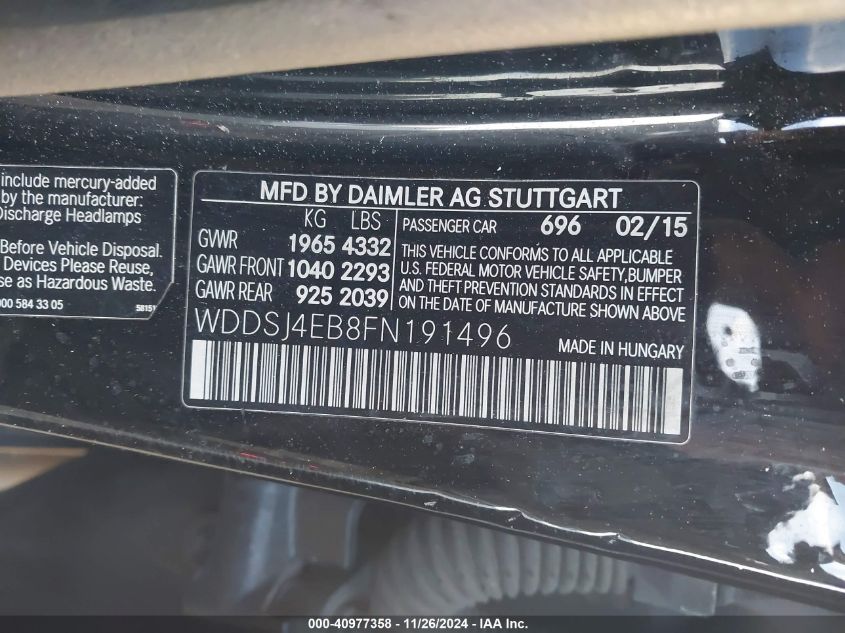 include mercury-added
by the manufacturer:
Discharge Headlamps
Before Vehicle Disposal.
Devices Please Reuse,
se as Hazardous Waste.
000 584 33 05
58151
MFD BY DAIMLER AG STUTTGART
KG LBS
GVWR 1965 4332
GAWR FRONT 1040 2293
GAWR REAR 925 2039
PASSENGER CAR 696 02/15
THIS VEHICLE CONFORMS TO ALL APPLICABLE
U.S. FEDERAL MOTOR VEHICLE SAFETY,BUMPER
AND THEFT PREVENTION STANDARDS IN EFFECT
ON THE DATE OF MANUFACTURE SHOWN ABOVE
WDDSJ4EB8FN191496
MADE IN HUNGARY
000-40977358 - 11/26/2024 - IAA Inc.